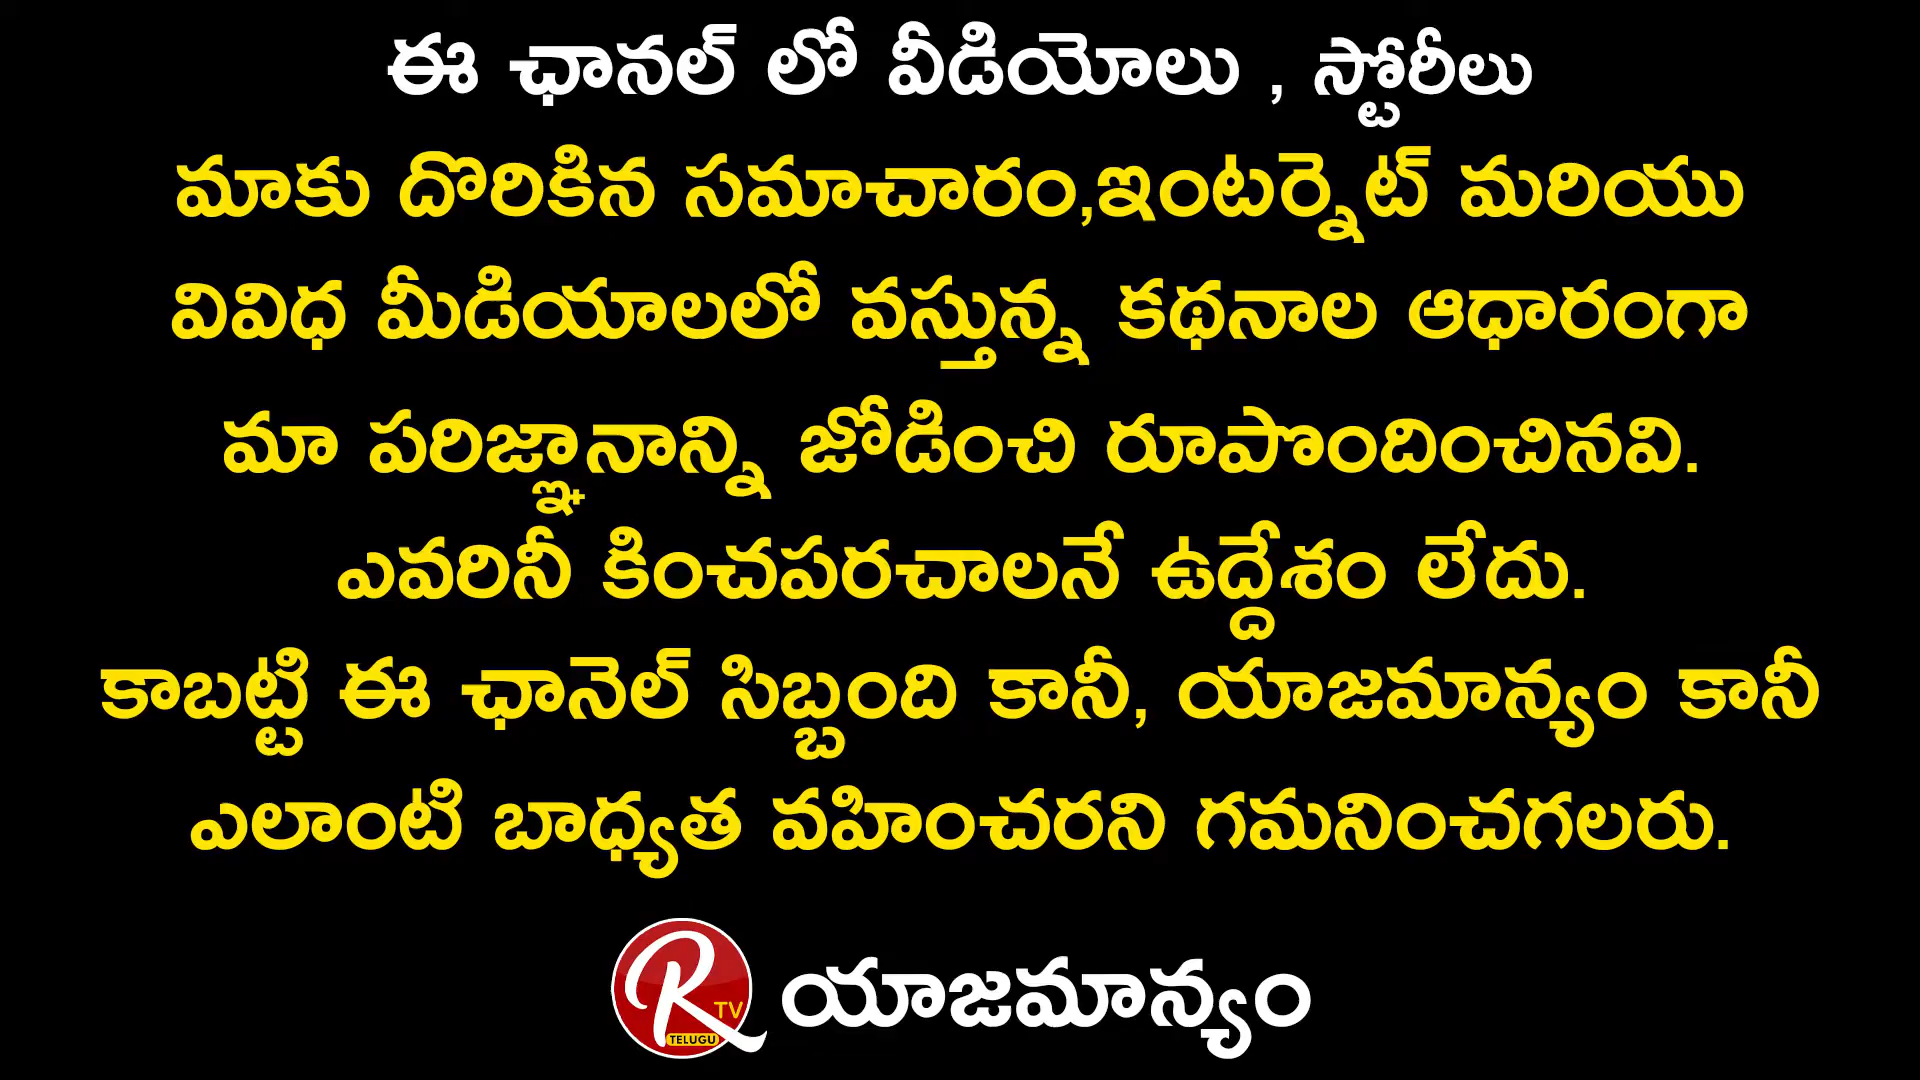 ఈ ఛానల్ లో వీడియోలు , స్టోరీలు
మాకు దొరికిన సమాచారం,ఇంటర్నెట్ మరియు
వివిధ మీడియాలలో వస్తున్న కథనాల ఆధారంగా
మా పరిజ్ఞానాన్ని జోడించి రూపొందించినవి.
ఎవరినీ కించపరచాలనే ఉద్దేశం లేదు.
కాబట్టి ఈ ఛానెల్ సిబ్బంది కానీ, యాజమాన్యం కానీ
ఎలాంటి బాధ్యత వహించరని గమనించగలరు.
R TV TELUGU యాజమాన్యం